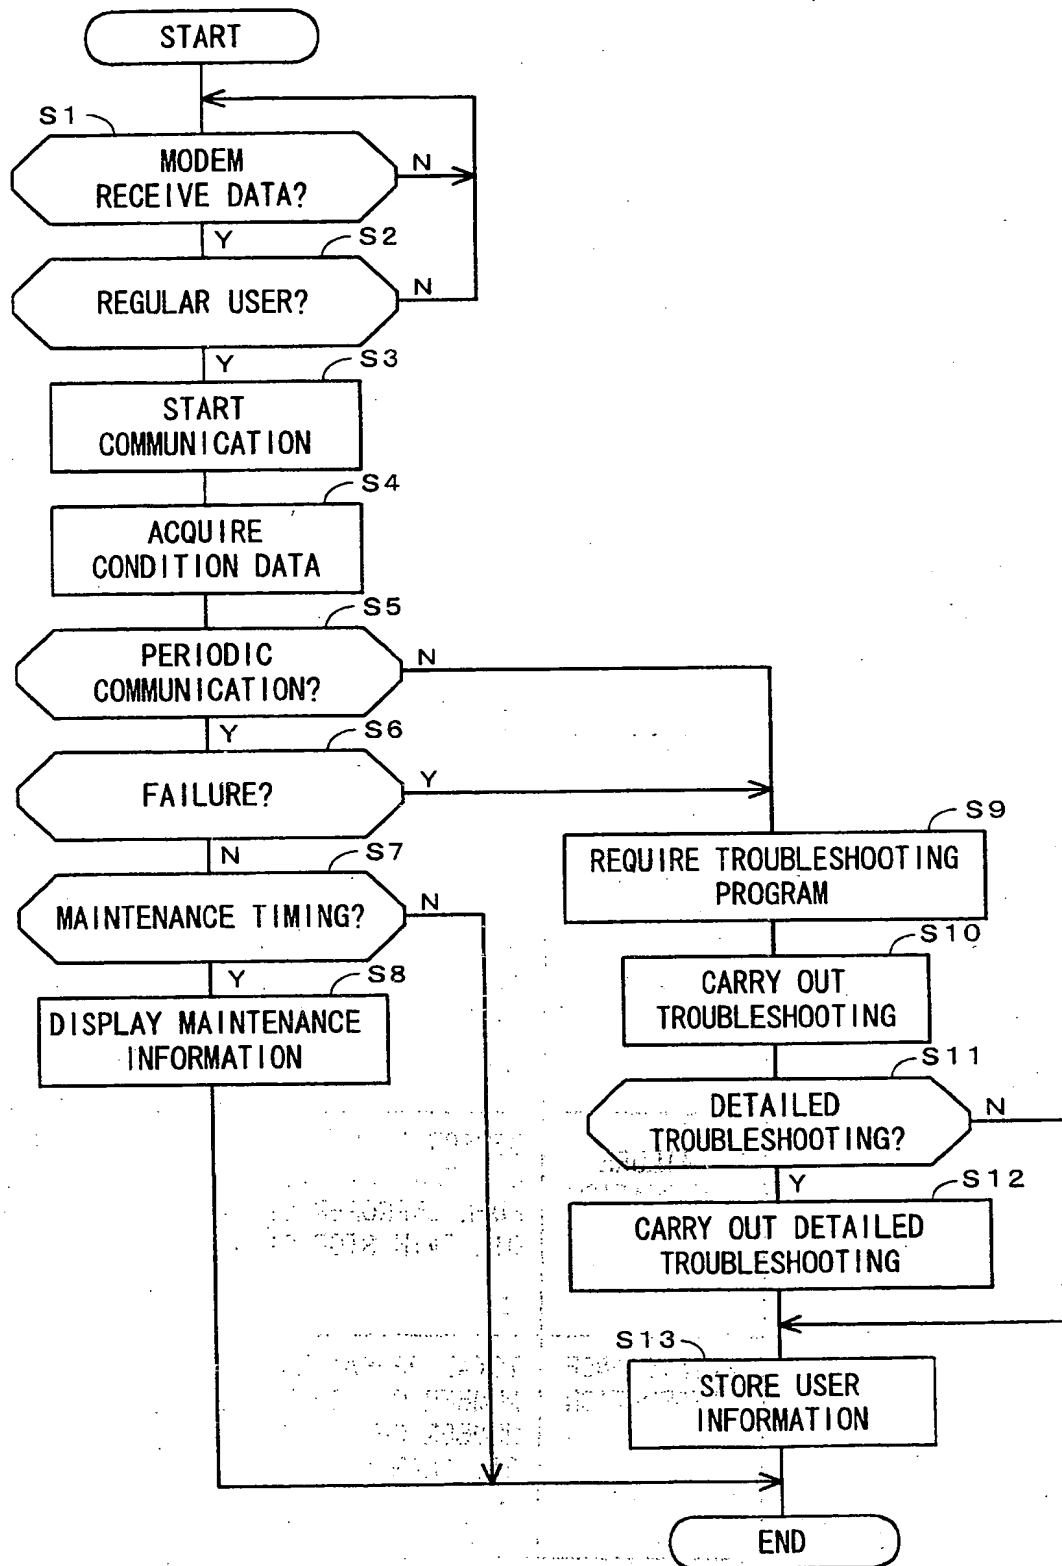 START
S1
MODEM
RECEIVE DATA?
N
Y
S2
REGULAR USER?
N
Y
S3
START
COMMUNICATION
S4
ACQUIRE
CONDITION DATA
S5
PERIODIC
COMMUNICATION?
N
Y
S6
FAILURE?
Y
N
S7
MAINTENANCE TIMING?
N
Y
S8
DISPLAY MAINTENANCE
INFORMATION
S9
REQUIRE TROUBLESHOOTING
PROGRAM
S10
CARRY OUT
TROUBLESHOOTING
S11
DETAILED
TROUBLESHOOTING?
N
Y
S12
CARRY OUT DETAILED
TROUBLESHOOTING
S13
STORE USER
INFORMATION
END